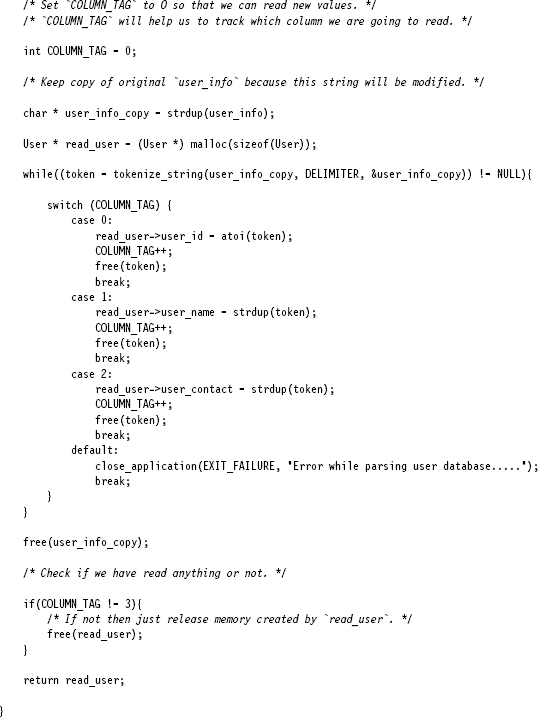 /* Set `COLUMN_TAG` to 0 so that we can read new values. */
/* `COLUMN_TAG` will help us to track which column we are going to read. */
int COLUMN_TAG = 0;
/* Keep copy of original `user_info` because this string will be modified. */
char * user_info_copy = strdup(user_info);
User * read_user = (User *) malloc(sizeof(User));
while((token = tokenize_string(user_info_copy, DELIMITER, &user_info_copy)) != NULL){
switch (COLUMN_TAG) {
case 0:
read_user->user_id = atoi(token);
COLUMN_TAG++;
free(token);
break;
case 1:
read_user->user_name = strdup(token);
COLUMN_TAG++;
free(token);
break;
case 2:
read_user->user_contact = strdup(token);
COLUMN_TAG++;
free(token);
break;
default:
close_application(EXIT_FAILURE, "Error while parsing user database.....");
break;
}
}
free(user_info_copy);
/* Check if we have read anything or not. */
if(COLUMN_TAG != 3){
/* If not then just release memory created by `read_user`. */
free(read_user);
}
return read_user;
}